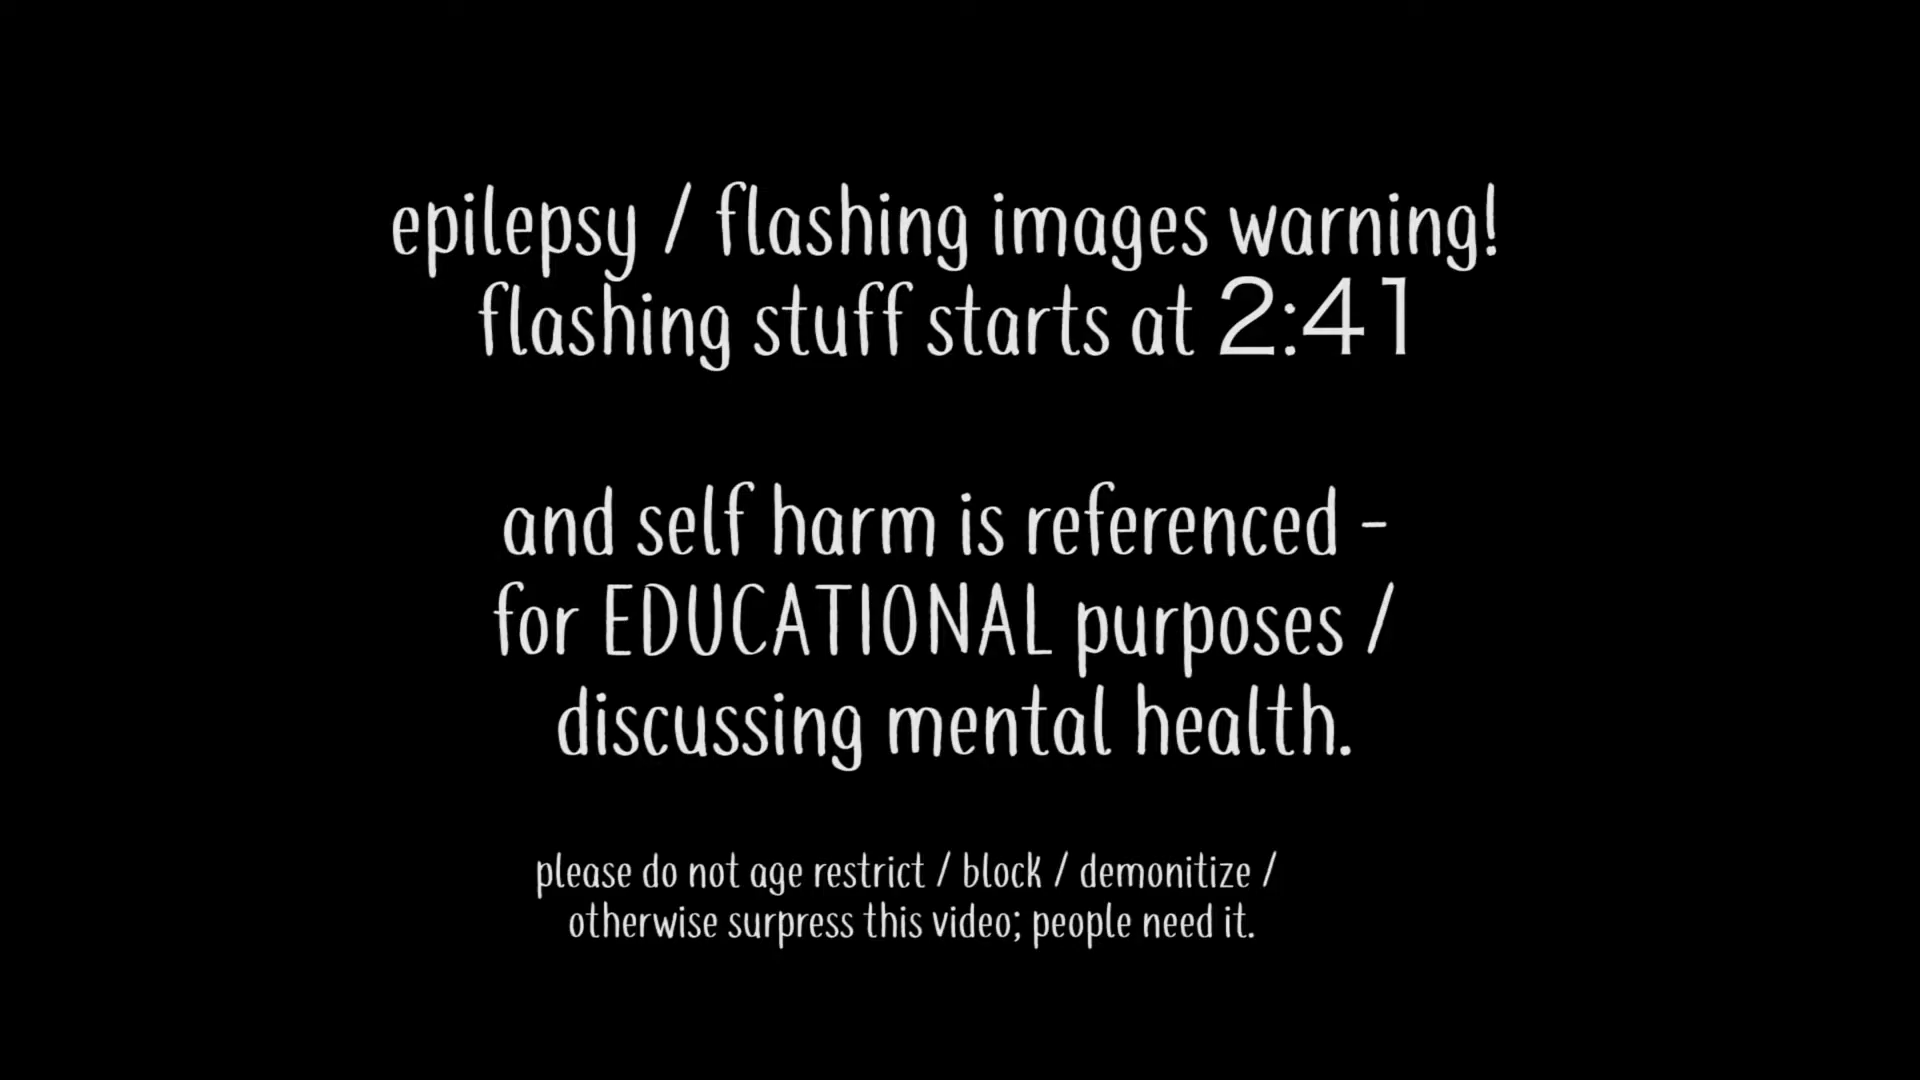 epilepsy / flashing images warning!
flashing stuff starts at 2:41
and self harm is referenced -
for EDUCATIONAL purposes /
discussing mental health.
please do not age restrict / block / demonitize /
otherwise surpress this video; people need it.